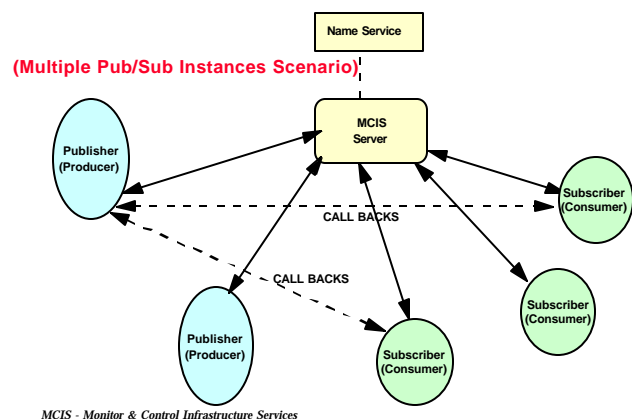 Name Service
(Multiple Pub/Sub Instances Scenario)
MCIS
Server
Publisher
(Producer)
Subscriber
(Consumer)
CALL BACKS
CALL BACKS
Subscriber
(Consumer)
Publisher
(Producer)
Subscriber
(Consumer)
MCIS - Monitor & Control Infrastructure Services